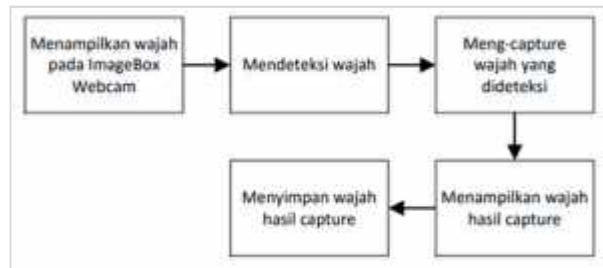 Menampilkan wajah
pada ImageBox
Webcam
Mendeteksi wajah
Meng-capture
wajah yang
dideteksi
Menampilkan wajah
hasil capture
Menyimpan wajah
hasil capture